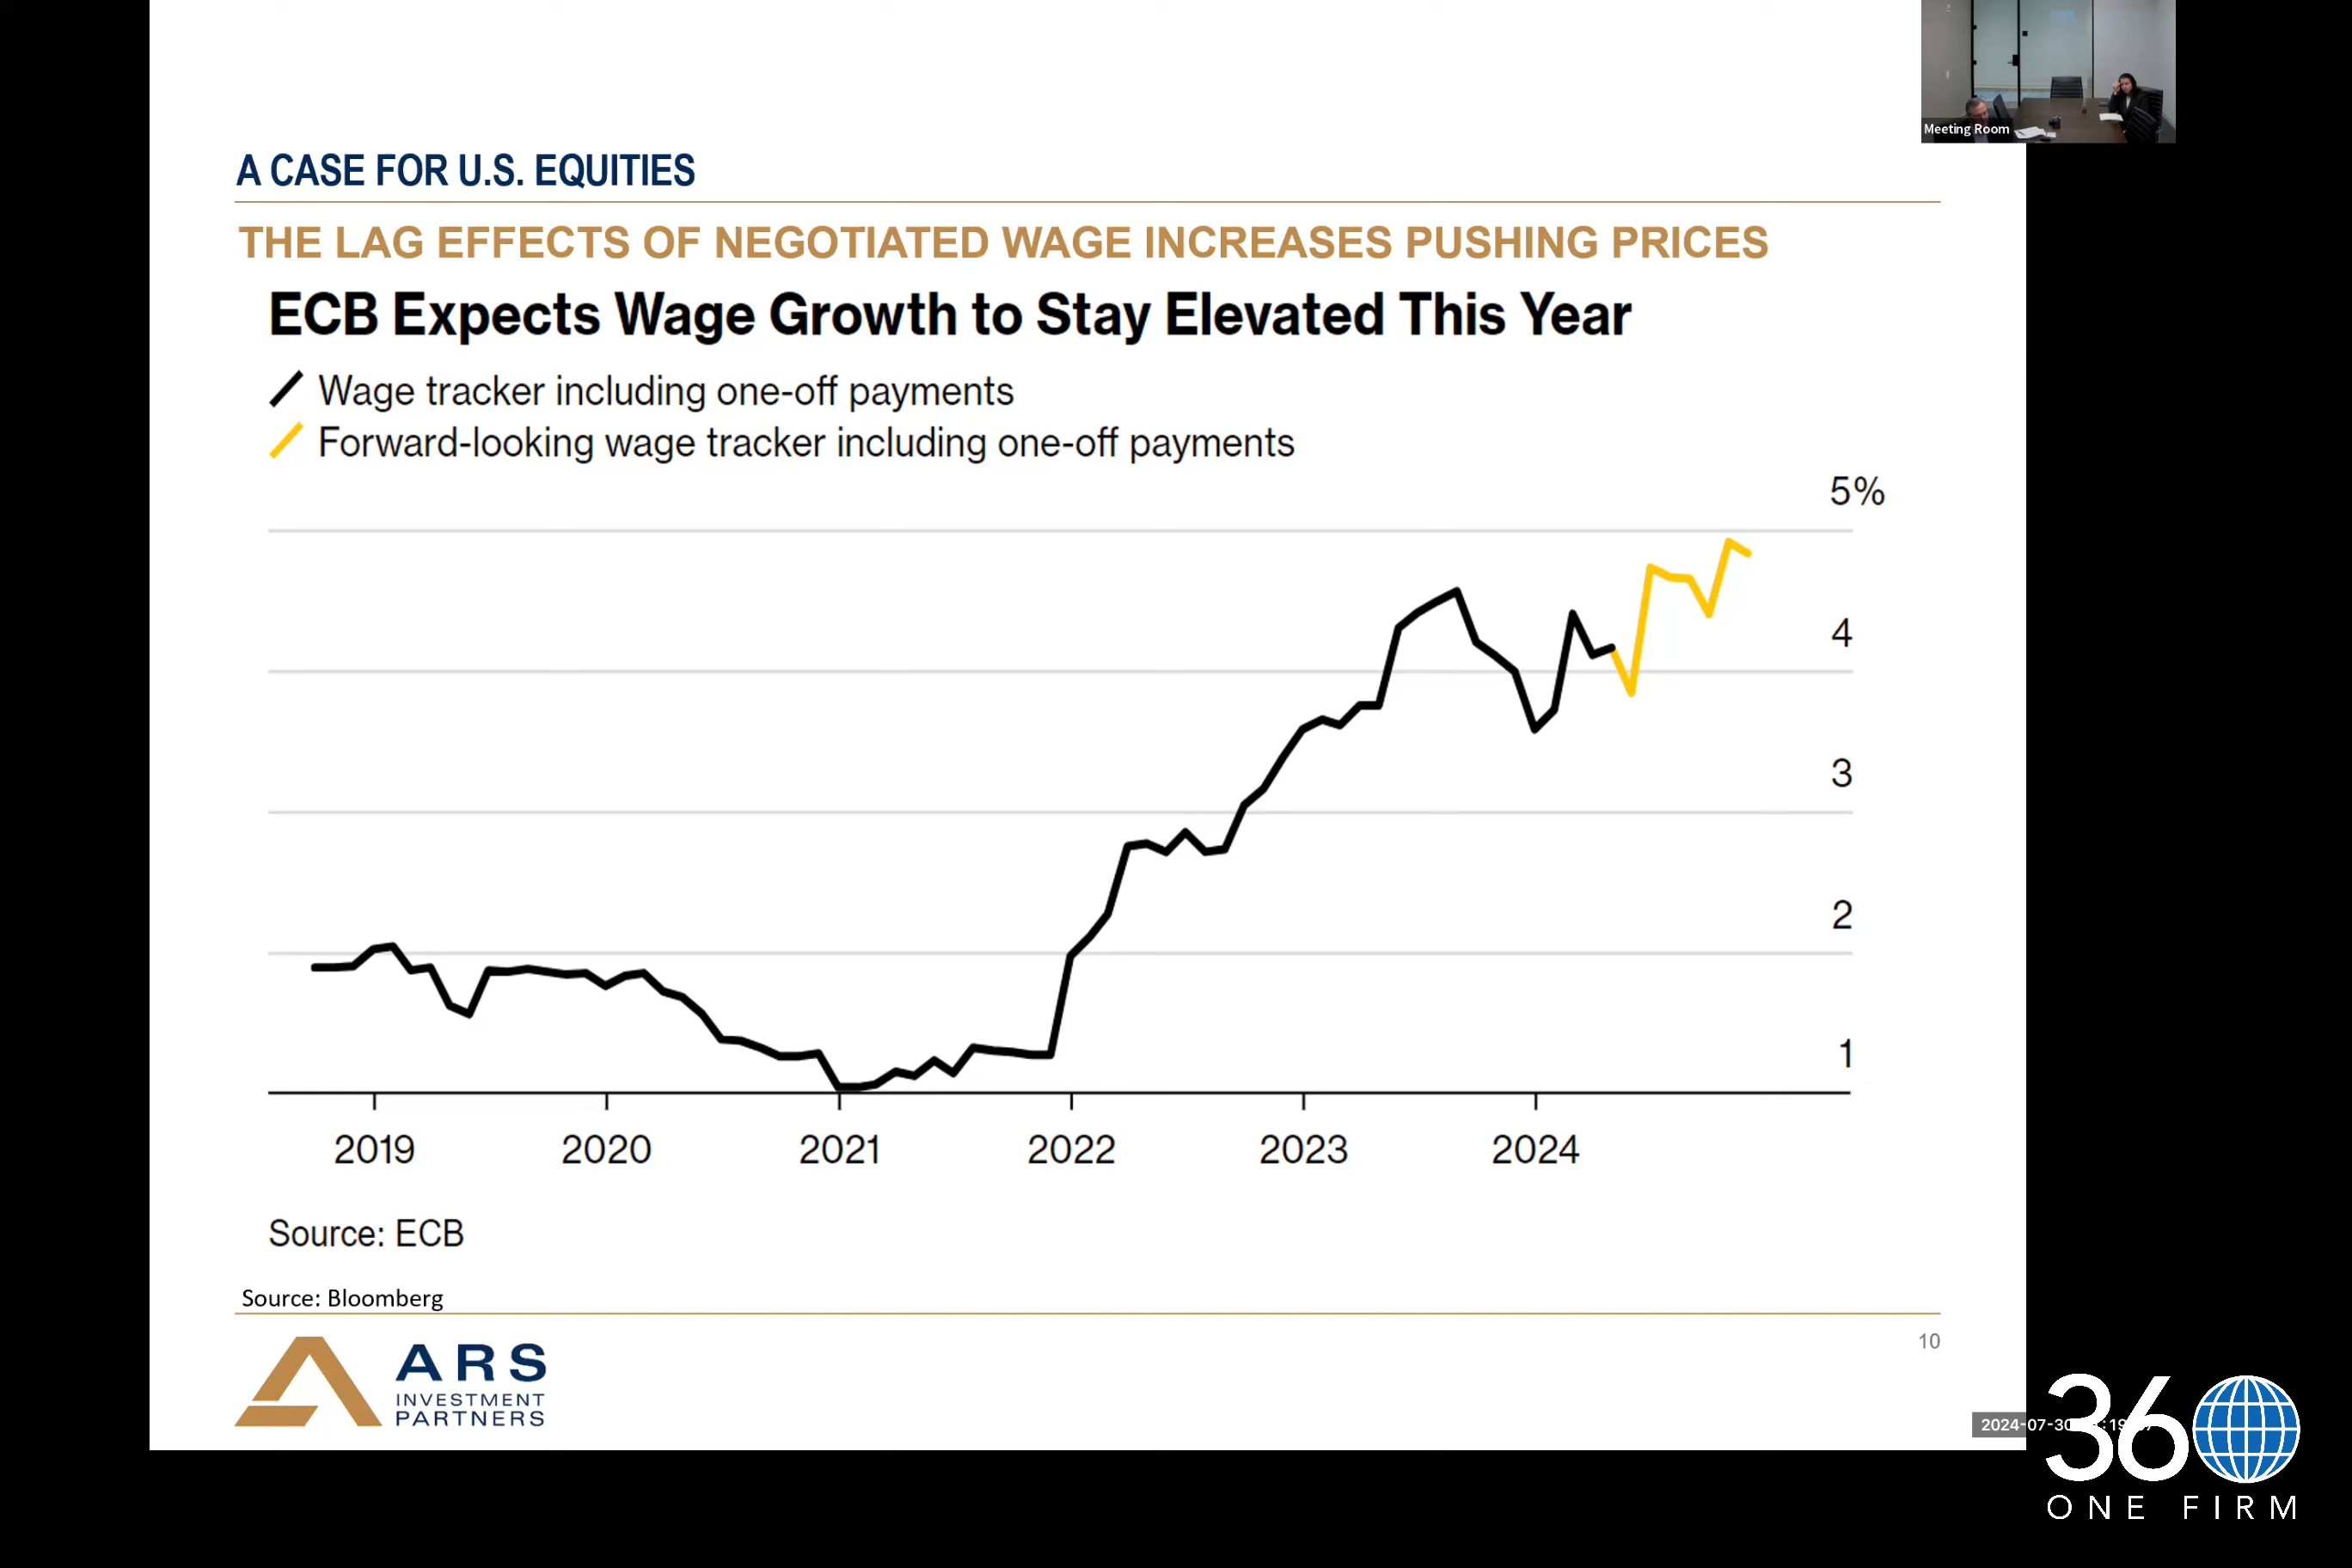 Meeting Room
A CASE FOR U.S. EQUITIES
THE LAG EFFECTS OF NEGOTIATED WAGE INCREASES PUSHING PRICES
ECB Expects Wage Growth to Stay Elevated This Year
Wage tracker including one-off payments
Forward-looking wage tracker including one-off payments
5%
4
3
2
1
2019 2020 2021 2022 2023 2024
Source: ECB
Source: Bloomberg
10
ARS
INVESTMENT
PARTNERS
2024-07-30
360
ONE FIRM